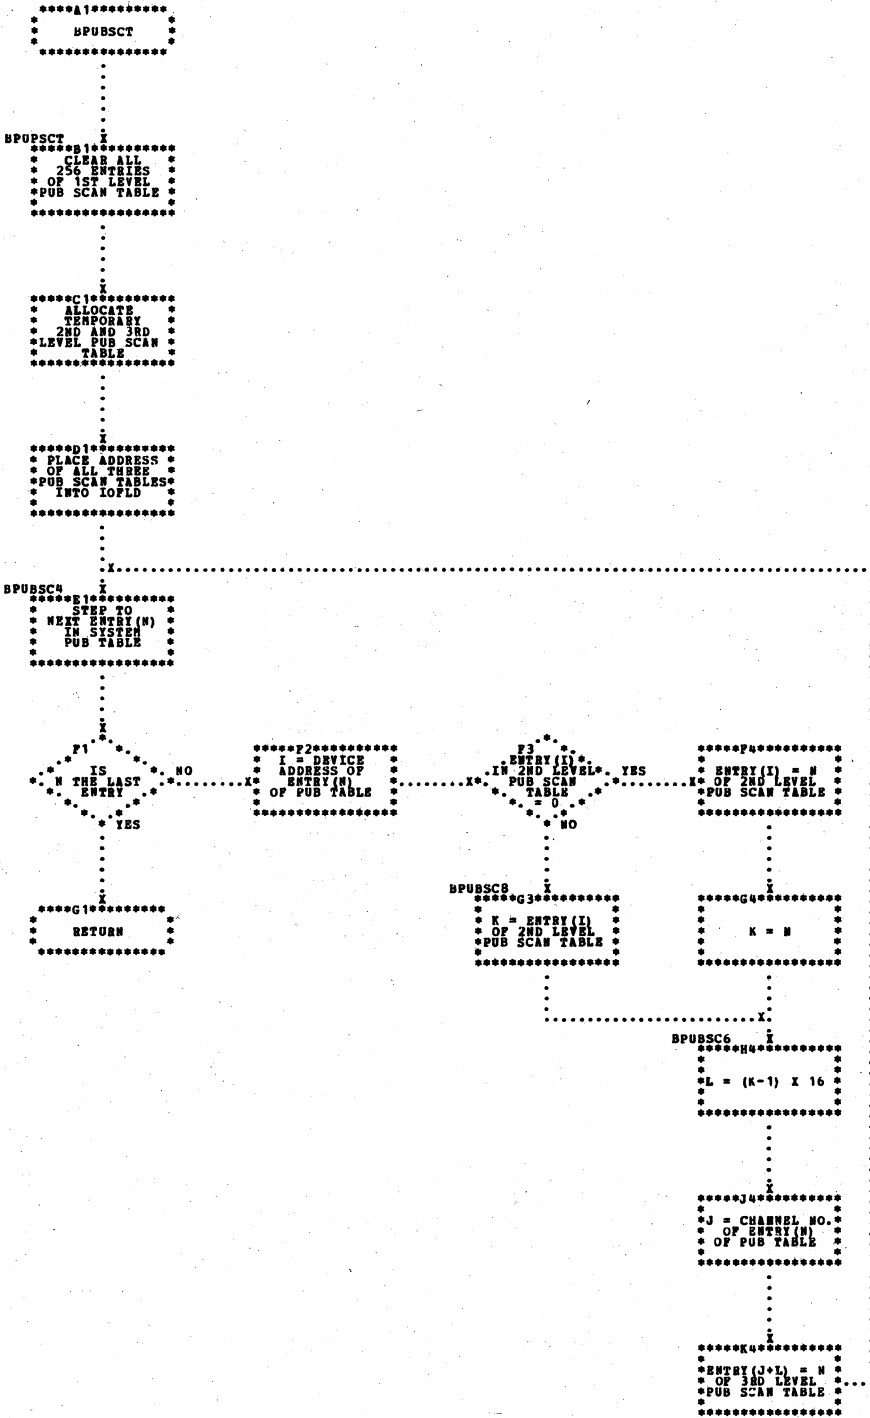 A1
BPUBSCT
BPUPSCT
B1
CLEAR ALL
256 ENTRIES
OF 1ST LEVEL
PUB SCAN TABLE
C1
ALLOCATE
TEMPORARY
2ND AND 3RD
LEVEL PUB SCAN
TABLE
D1
PLACE ADDRESS
OF ALL THREE
PUB SCAN TABLES
INTO IOFLD
BPUBSC4
E1
STEP TO
NEXT ENTRY(N)
IN SYSTEM
PUB TABLE
F1
IS
N THE LAST
ENTRY
NO
YES
F2
I = DEVICE
ADDRESS OF
ENTRY(N)
OF PUB TABLE
F3
ENTRY(I)
IN 2ND LEVEL
PUB SCAN
TABLE
= 0
YES
NO
F4
ENTRY(I) = N
OF 2ND LEVEL
PUB SCAN TABLE
G1
RETURN
BPUBSC8
G3
K = ENTRY(I)
OF 2ND LEVEL
PUB SCAN TABLE
G4
K = N
BPUBSC6
H4
L = (K-1) X 16
J4
J = CHANNEL NO.
OF ENTRY(N)
OF PUB TABLE
K4
ENTRY(J+L) = N
OF 3RD LEVEL
PUB SCAN TABLE